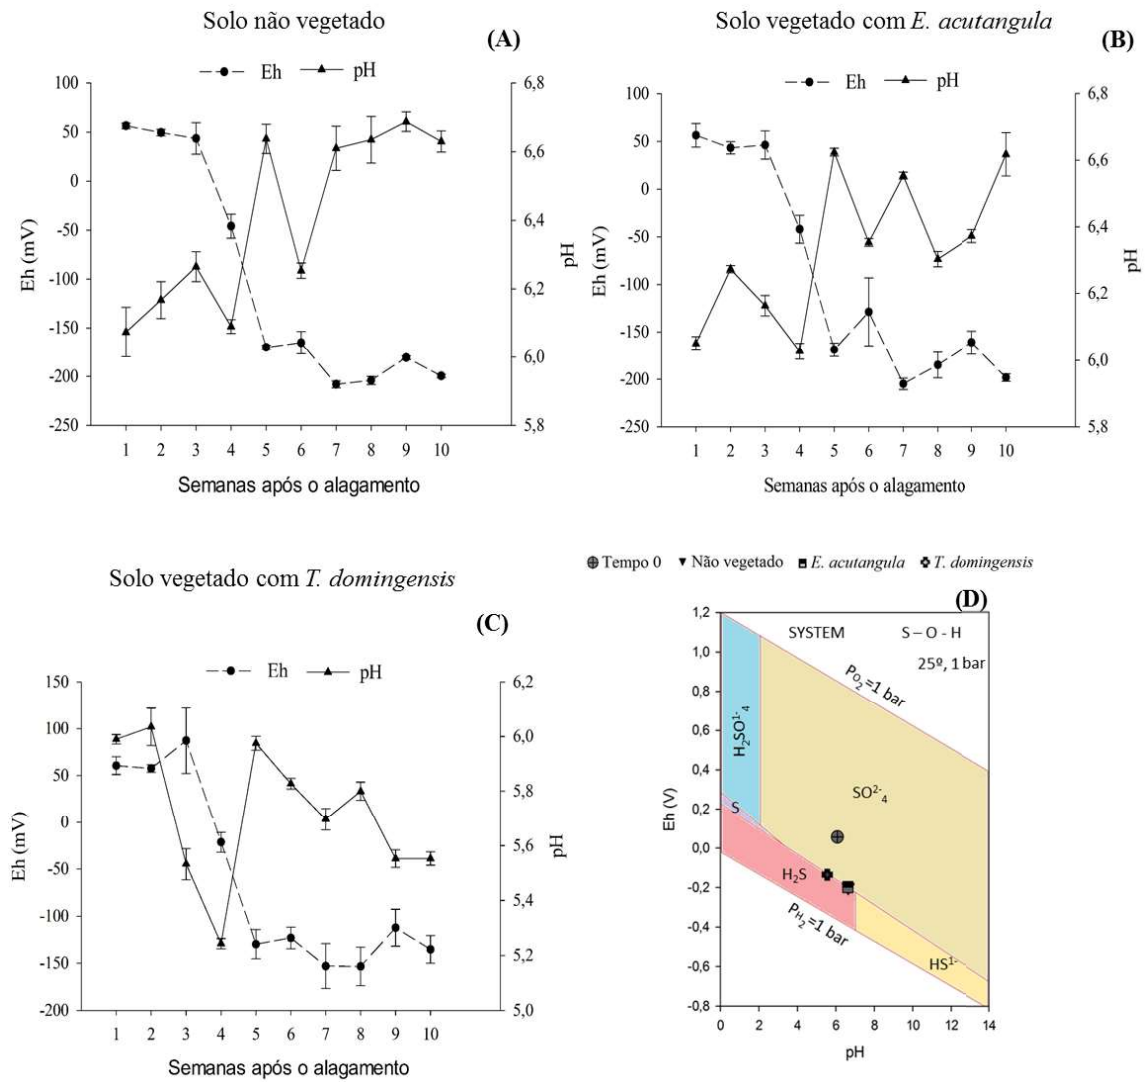 Solo não vegetado
(A)
Eh pH
100
50
0
-50
-100
-150
-200
-250
Eh (mV)
6,8
6,6
6,4
6,2
6,0
5,8
pH
1 2 3 4 5 6 7 8 9 10
Semanas após o alagamento
Solo vegetado com E. acutangula
(B)
Eh pH
100
50
0
-50
-100
-150
-200
-250
Eh (mV)
6,8
6,6
6,4
6,2
6,0
5,8
pH
1 2 3 4 5 6 7 8 9 10
Semanas após o alagamento
Solo vegetado com T. domingensis
(C)
Eh pH
150
100
50
0
-50
-100
-150
-200
Eh (mV)
6,2
6,0
5,8
5,6
5,4
5,2
5,0
pH
1 2 3 4 5 6 7 8 9 10
Semanas após o alagamento
Tempo 0 Não vegetado E. acutangula T. domingensis
(D)
SYSTEM S – O - H
25º, 1 bar
PO2=1 bar
H2SO1-4
SO2-4
S
H2S
PH2=1 bar
HS1-
1,2
1,0
0,8
0,6
0,4
0,2
0,0
-0,2
-0,4
-0,6
-0,8
Eh (V)
0 2 4 6 8 10 12 14
pH